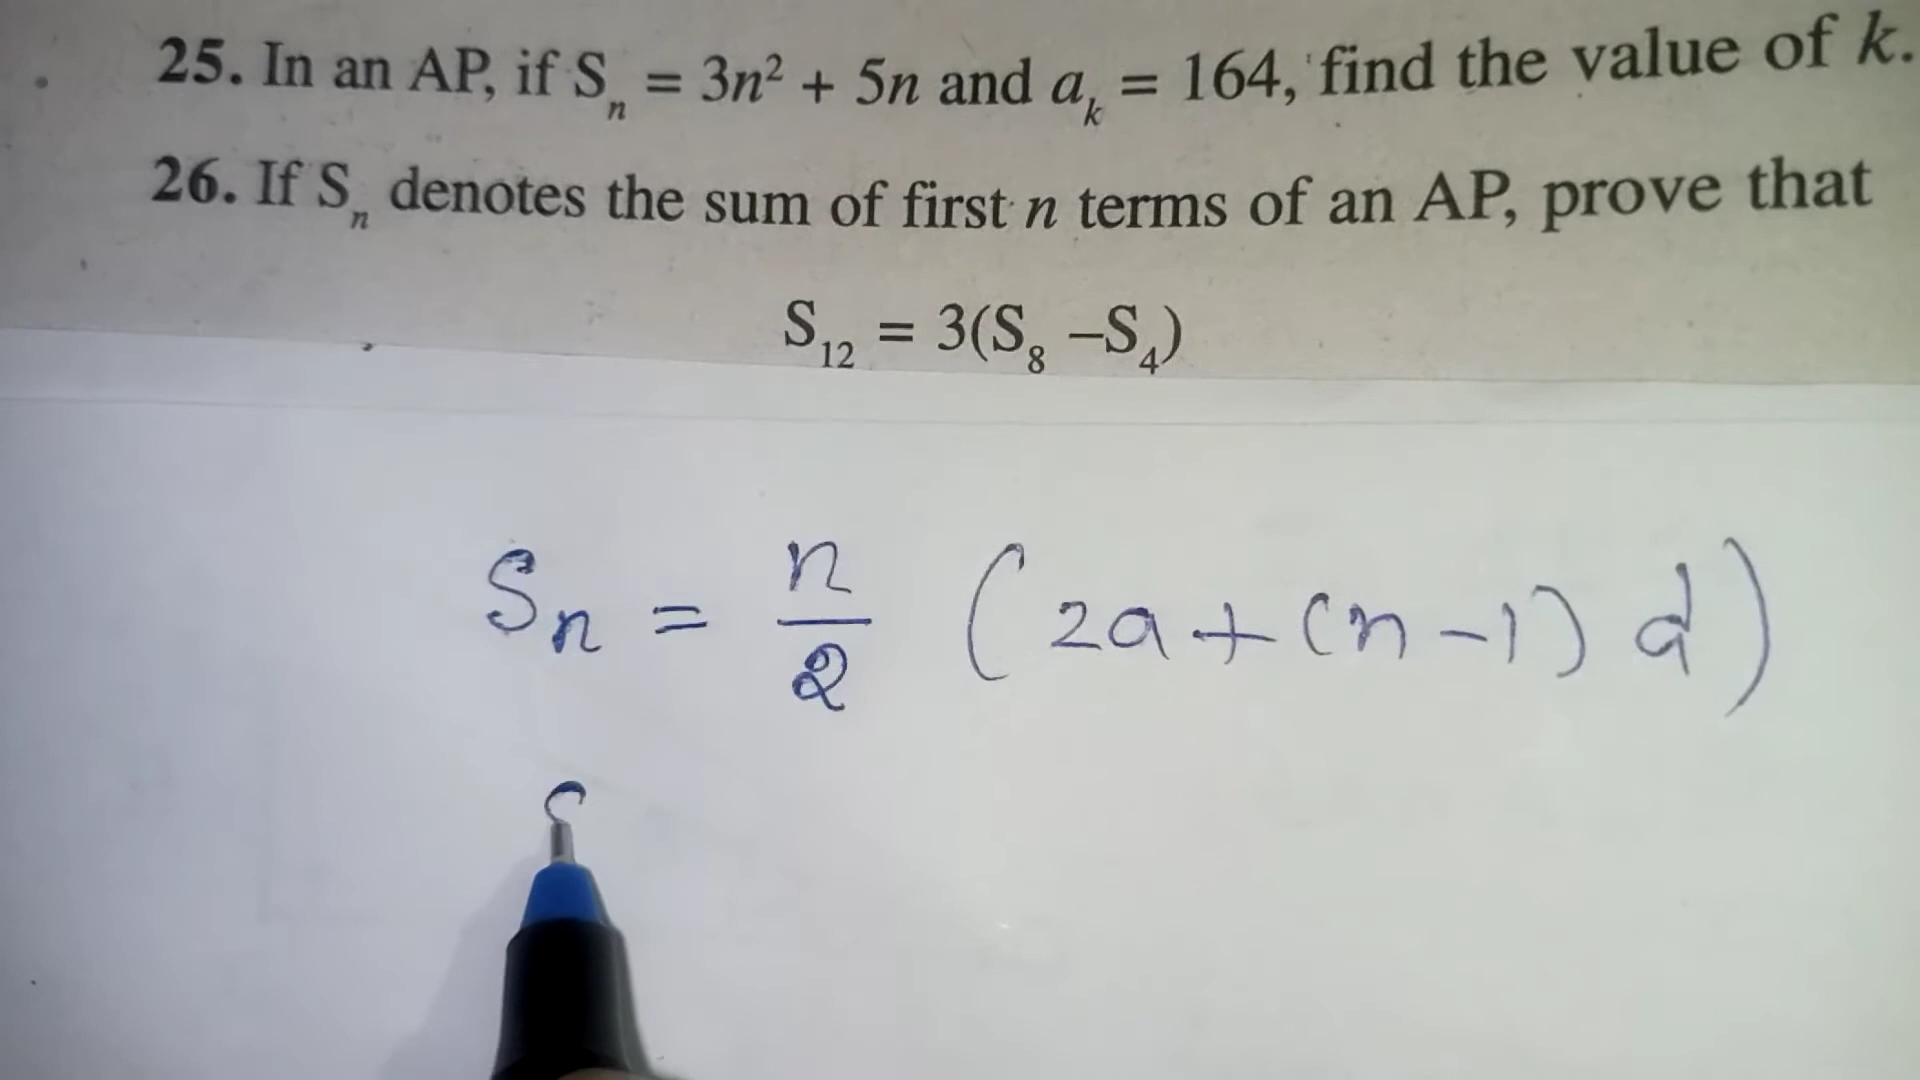 25. In an AP, if Sₙ = 3n² + 5n and aₖ = 164, find the value of k.
26. If Sₙ denotes the sum of first n terms of an AP, prove that
S₁₂ = 3(S₈ –S₄)
Sₙ = n/2 (2a + (n-1) d)